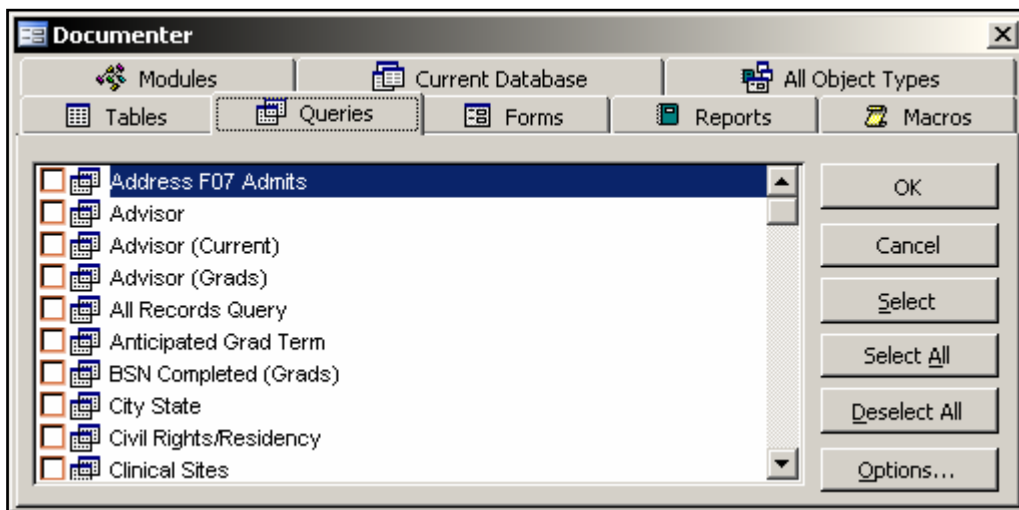 Documenter
Modules
Current Database
All Object Types
Tables
Queries
Forms
Reports
Macros
Address F07 Admits
Advisor
Advisor (Current)
Advisor (Grads)
All Records Query
Anticipated Grad Term
BSN Completed (Grads)
City State
Civil Rights/Residency
Clinical Sites
OK
Cancel
Select
Select All
Deselect All
Options...